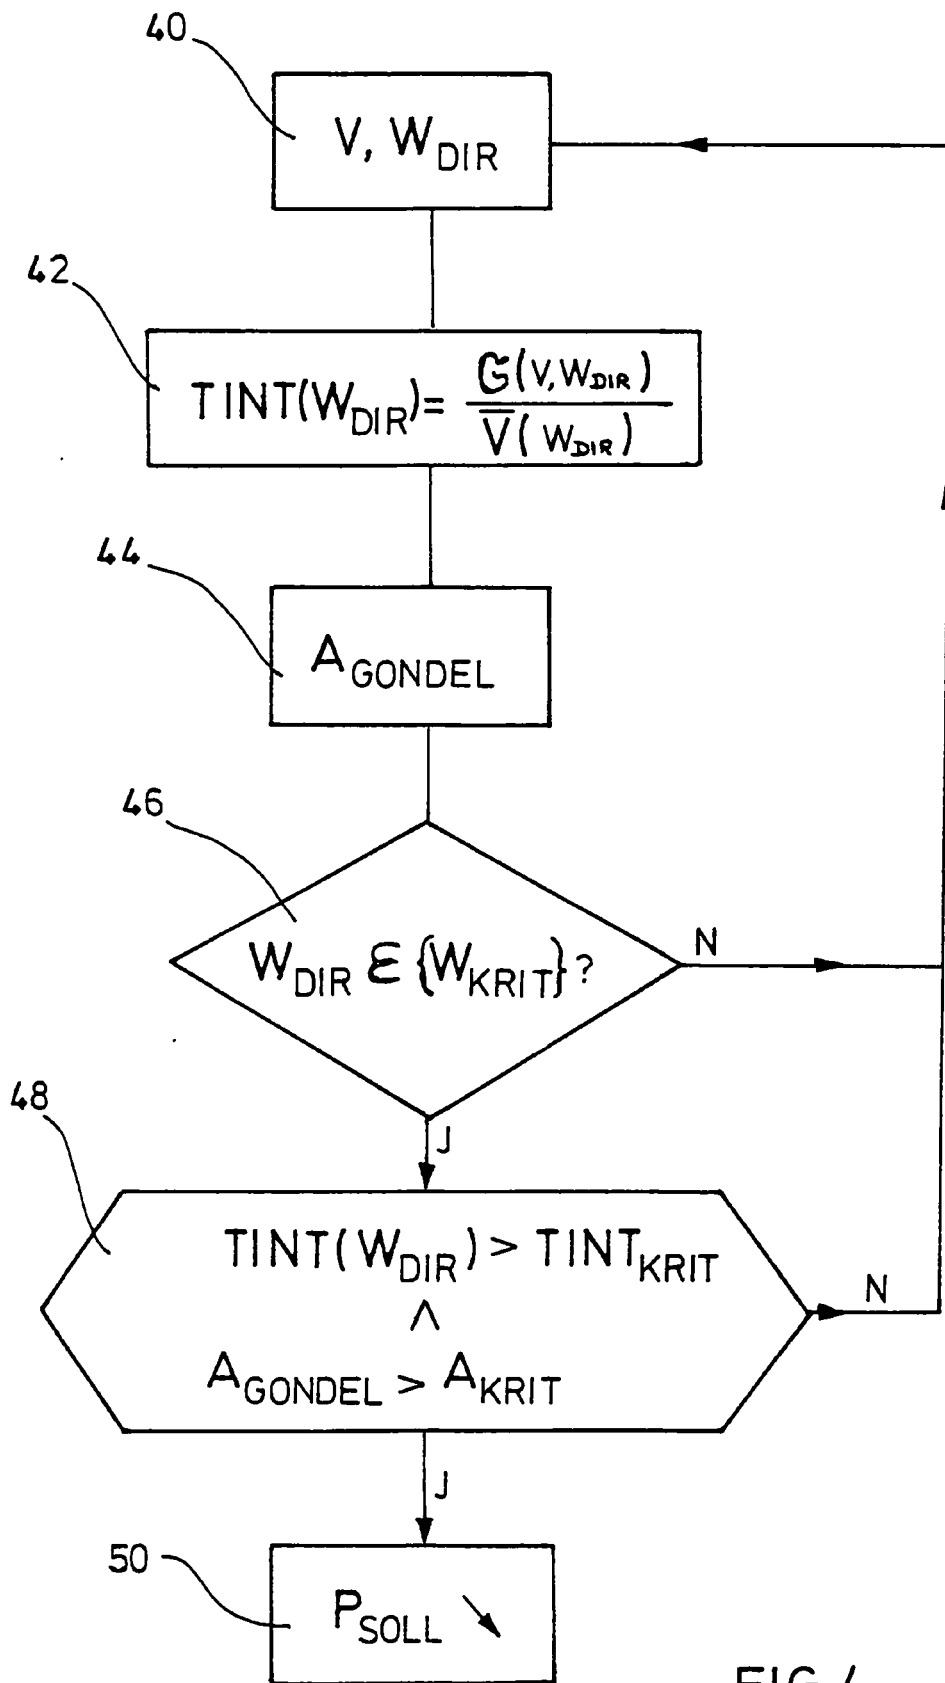 40
V, W_DIR
42
TINT(W_DIR) = G(V, W_DIR) / V̅(W_DIR)
44
A_GONDEL
46
W_DIR Ɛ {W_KRIT}?
N
J
48
TINT(W_DIR) > TINT_KRIT
∧
A_GONDEL > A_KRIT
N
J
50
P_SOLL ↘